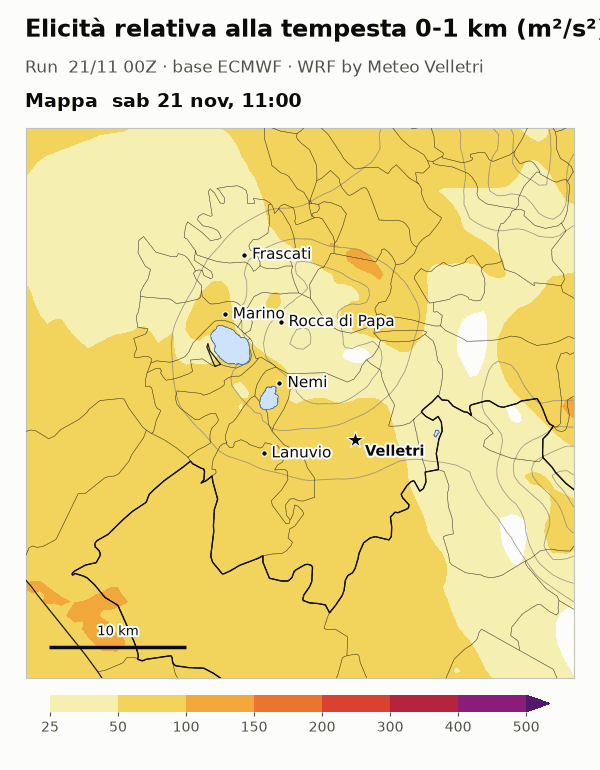 Elicità relativa alla tempesta 0-1 km (m²/s²)
Run 21/11 00Z · base ECMWF · WRF by Meteo Velletri
Mappa sab 21 nov, 11:00
Frascati
Marino
Rocca di Papa
Nemi
Lanuvio
Velletri
10 km
25 50 100 150 200 300 400 500